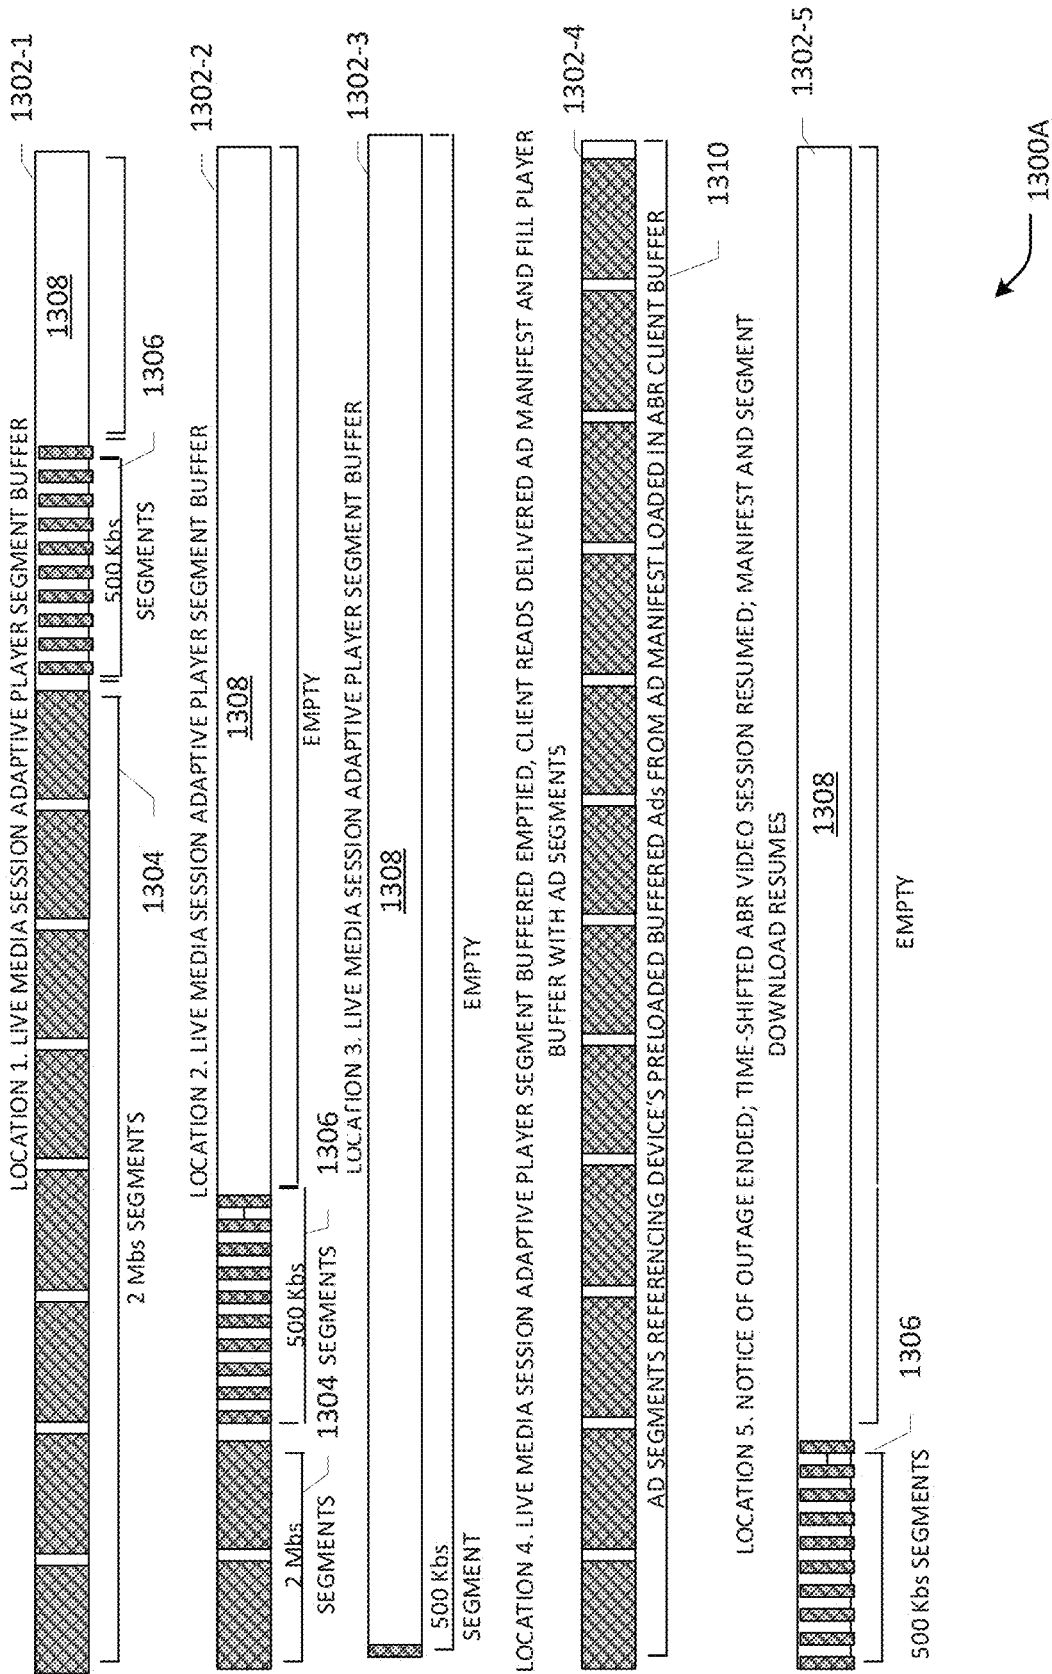 LOCATION 1. LIVE MEDIA SESSION ADAPTIVE PLAYER SEGMENT BUFFER
1302-1
1308
2 Mbs SEGMENTS
1304
500 Kbs
SEGMENTS
1306
LOCATION 2. LIVE MEDIA SESSION ADAPTIVE PLAYER SEGMENT BUFFER
1302-2
1308
2 Mbs
SEGMENTS
1304
500 Kbs
SEGMENTS
1306
EMPTY
LOCATION 3. LIVE MEDIA SESSION ADAPTIVE PLAYER SEGMENT BUFFER
1302-3
1308
500 Kbs
SEGMENT
EMPTY
LOCATION 4. LIVE MEDIA SESSION ADAPTIVE PLAYER SEGMENT BUFFERED EMPTIED, CLIENT READS DELIVERED AD MANIFEST AND FILL PLAYER
BUFFER WITH AD SEGMENTS
1302-4
AD SEGMENTS REFERENCING DEVICE'S PRELOADED BUFFERED Ads FROM AD MANIFEST LOADED IN ABR CLIENT BUFFER
1310
LOCATION 5. NOTICE OF OUTAGE ENDED; TIME-SHIFTED ABR VIDEO SESSION RESUMED; MANIFEST AND SEGMENT
DOWNLOAD RESUMES
1302-5
1308
500 Kbs SEGMENTS
1306
EMPTY
1300A